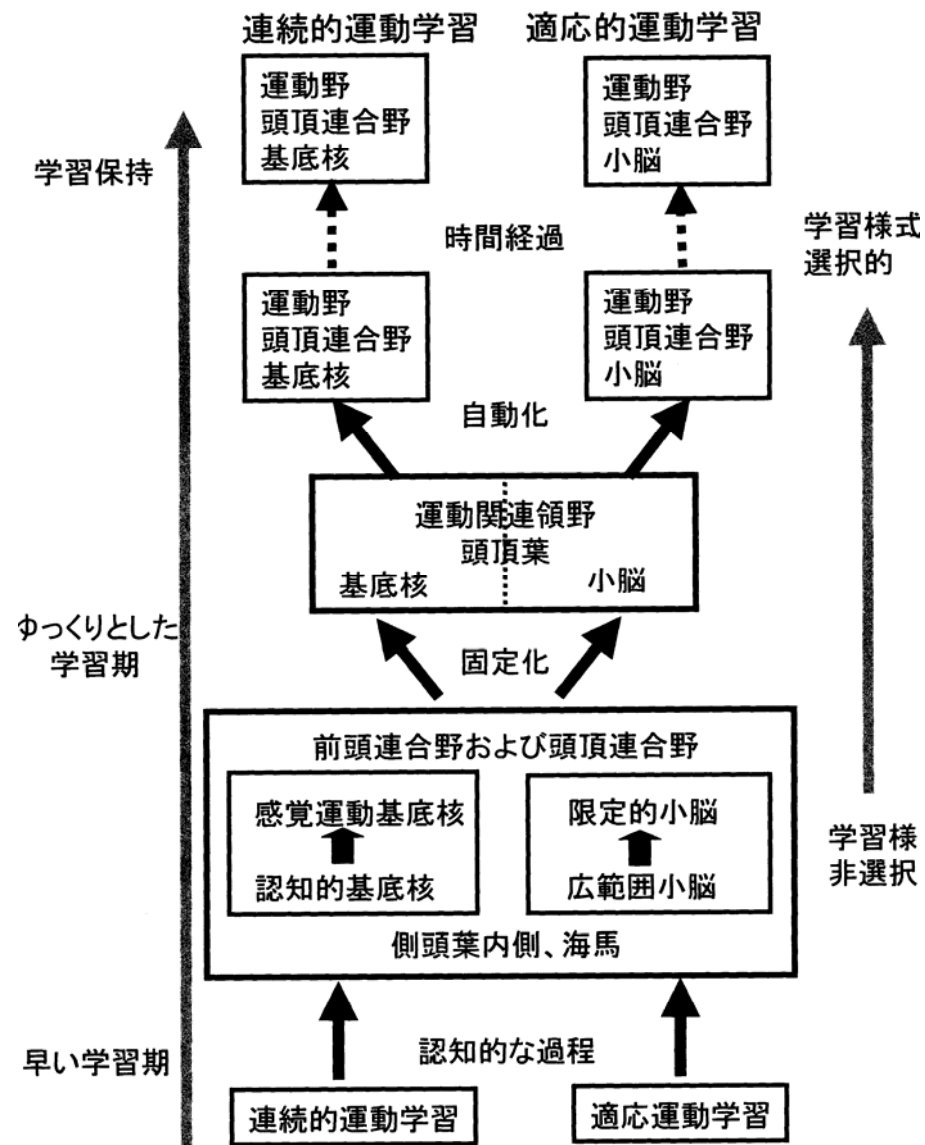 連続的運動学習
適応的運動学習
運動野
頭頂連合野
基底核
運動野
頭頂連合野
小脳
学習保持
時間経過
学習様式
選択的
運動野
頭頂連合野
基底核
運動野
頭頂連合野
小脳
自動化
運動関連領野
頭頂葉
基底核
小脳
ゆっくりとした
学習期
固定化
前頭連合野および頭頂連合野
感覚運動基底核
認知的基底核
限定的小脳
広範囲小脳
側頭葉内側、海馬
学習様
非選択
早い学習期
認知的な過程
連続的運動学習
適応運動学習